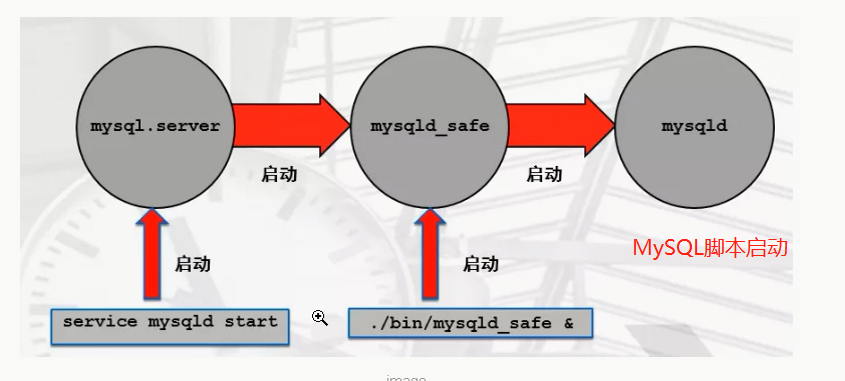 mysql.server
mysqld_safe
mysqld
启动
启动
MySQL脚本启动
启动
启动
service mysqld start
./bin/mysqld_safe &
image